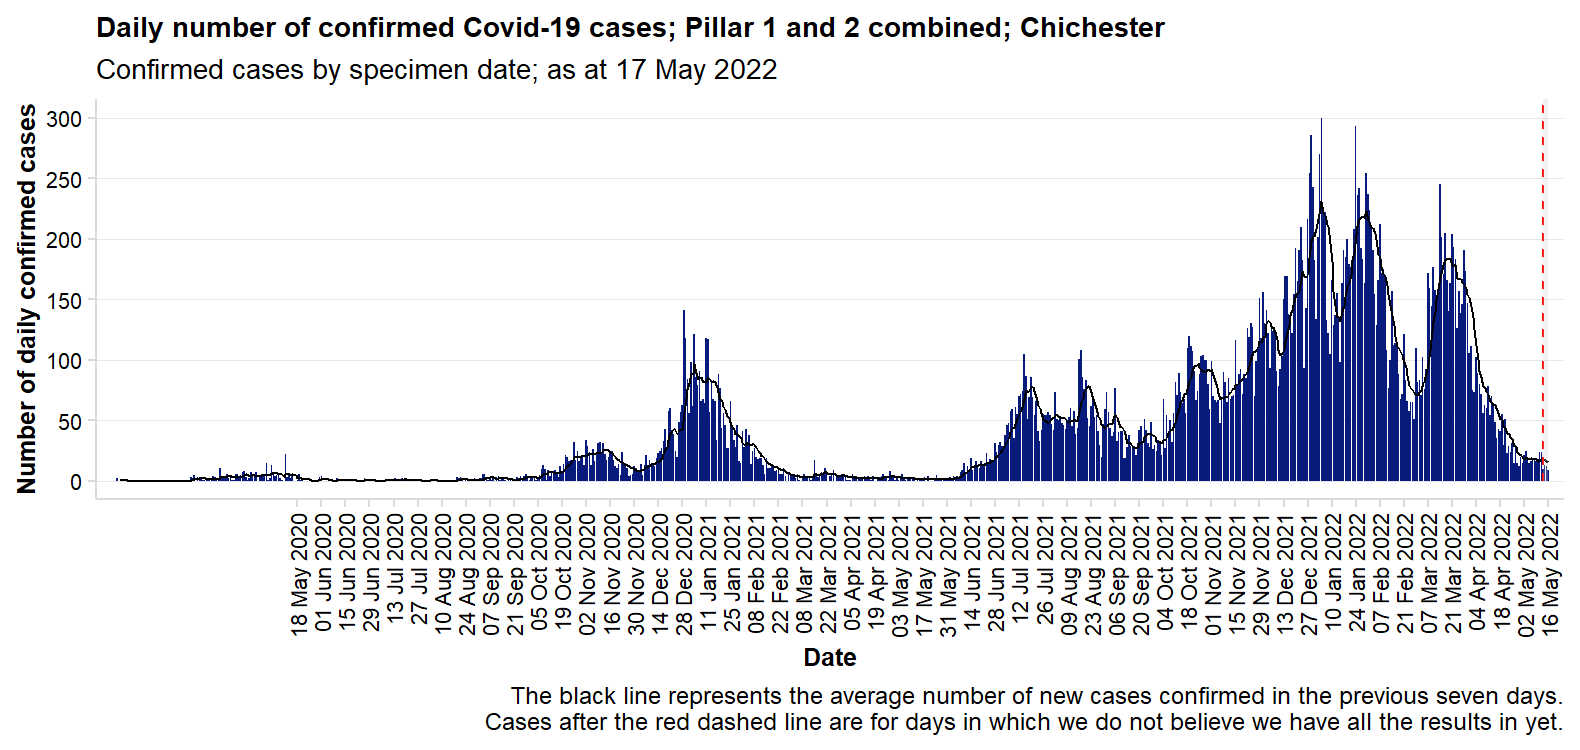 Daily number of confirmed Covid-19 cases; Pillar 1 and 2 combined; Chichester
Confirmed cases by specimen date; as at 17 May 2022
Number of daily confirmed cases
300
250
200
150
100
50
0
18 May 2020
01 Jun 2020
15 Jun 2020
29 Jun 2020
13 Jul 2020
27 Jul 2020
10 Aug 2020
24 Aug 2020
07 Sep 2020
21 Sep 2020
05 Oct 2020
19 Oct 2020
02 Nov 2020
16 Nov 2020
30 Nov 2020
14 Dec 2020
28 Dec 2020
11 Jan 2021
25 Jan 2021
08 Feb 2021
22 Feb 2021
08 Mar 2021
22 Mar 2021
05 Apr 2021
19 Apr 2021
03 May 2021
17 May 2021
31 May 2021
14 Jun 2021
28 Jun 2021
12 Jul 2021
26 Jul 2021
09 Aug 2021
23 Aug 2021
06 Sep 2021
20 Sep 2021
04 Oct 2021
18 Oct 2021
01 Nov 2021
15 Nov 2021
29 Nov 2021
13 Dec 2021
27 Dec 2021
10 Jan 2022
24 Jan 2022
07 Feb 2022
21 Feb 2022
07 Mar 2022
21 Mar 2022
04 Apr 2022
18 Apr 2022
02 May 2022
16 May 2022
Date
The black line represents the average number of new cases confirmed in the previous seven days.
Cases after the red dashed line are for days in which we do not believe we have all the results in yet.